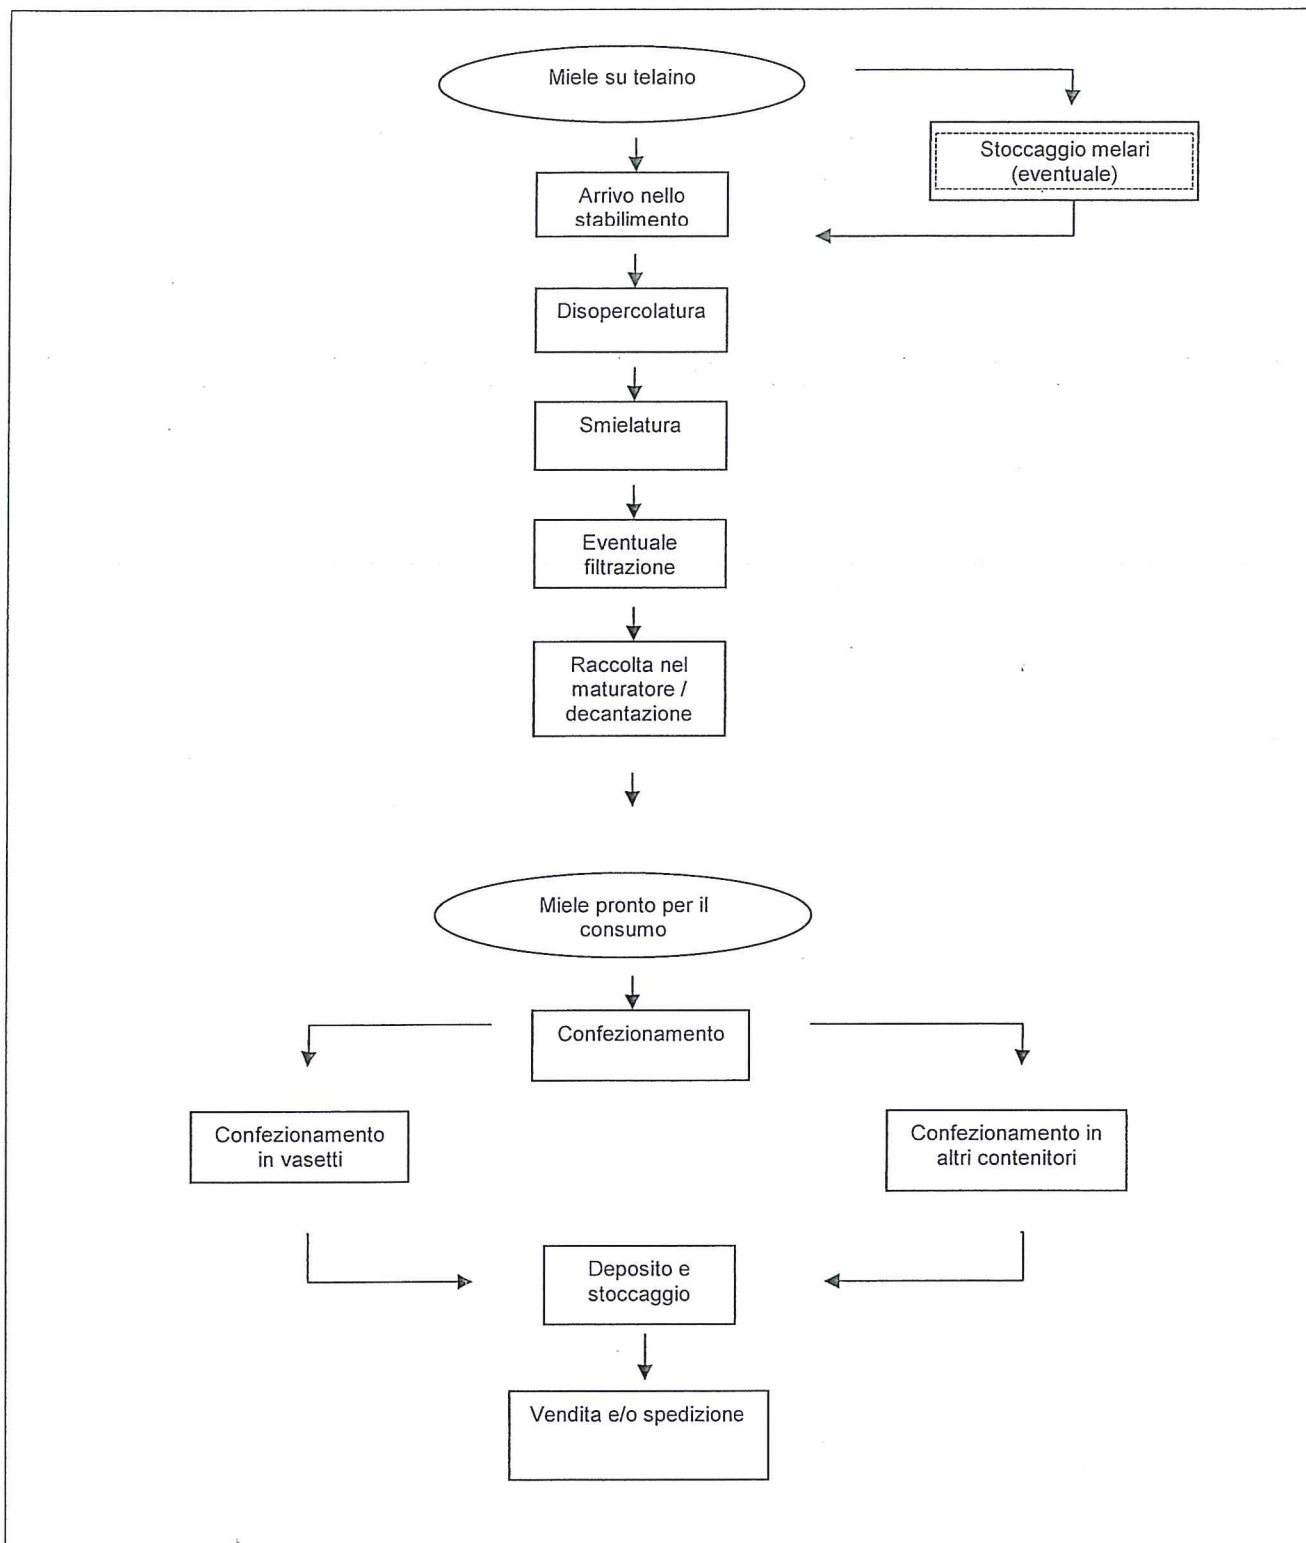 Miele su telaino
Stoccaggio melari
(eventuale)
Arrivo nello
stabilimento
Disopercolatura
Smielatura
Eventuale
filtrazione
Raccolta nel
maturatore /
decantazione
Miele pronto per il
consumo
Confezionamento
Confezionamento
in vasetti
Confezionamento in
altri contenitori
Deposito e
stoccaggio
Vendita e/o spedizione